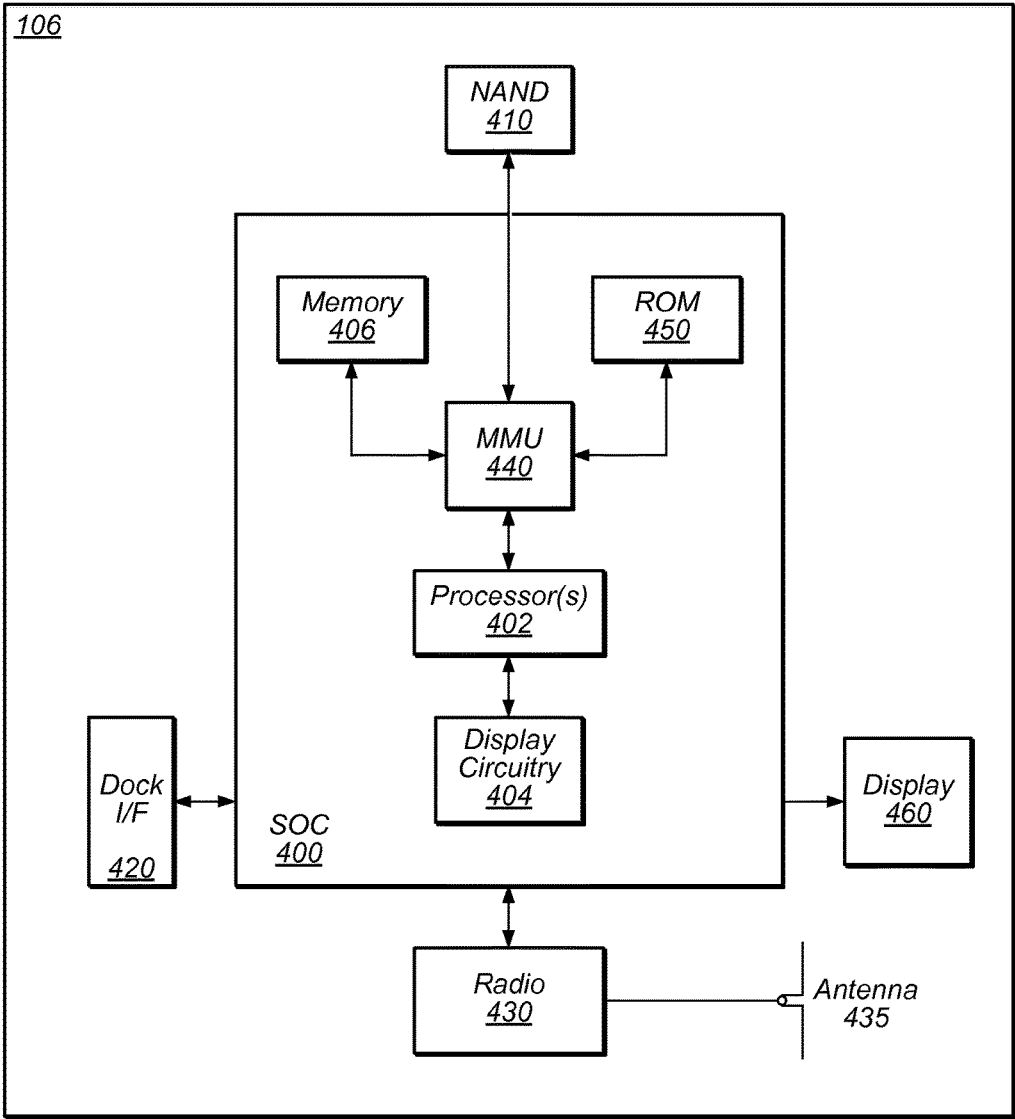 106
NAND
410
Memory
406
ROM
450
MMU
440
Processor(s)
402
Display
Circuitry
404
Dock
I/F
420
SOC
400
Display
460
Radio
430
Antenna
435